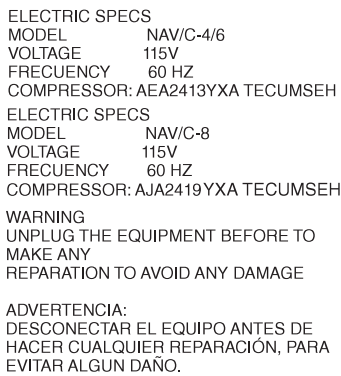 ELECTRIC SPECS
MODEL NAV/C-4/6
VOLTAGE 115V
FRECUENCY 60 HZ
COMPRESSOR: AEA2413YXA TECUMSEH
ELECTRIC SPECS
MODEL NAV/C-8
VOLTAGE 115V
FRECUENCY 60 HZ
COMPRESSOR: AJA2419YXA TECUMSEH
WARNING
UNPLUG THE EQUIPMENT BEFORE TO
MAKE ANY
REPARATION TO AVOID ANY DAMAGE
ADVERTENCIA:
DESCONECTAR EL EQUIPO ANTES DE
HACER CUALQUIER REPARACIÓN, PARA
EVITAR ALGUN DAÑO.